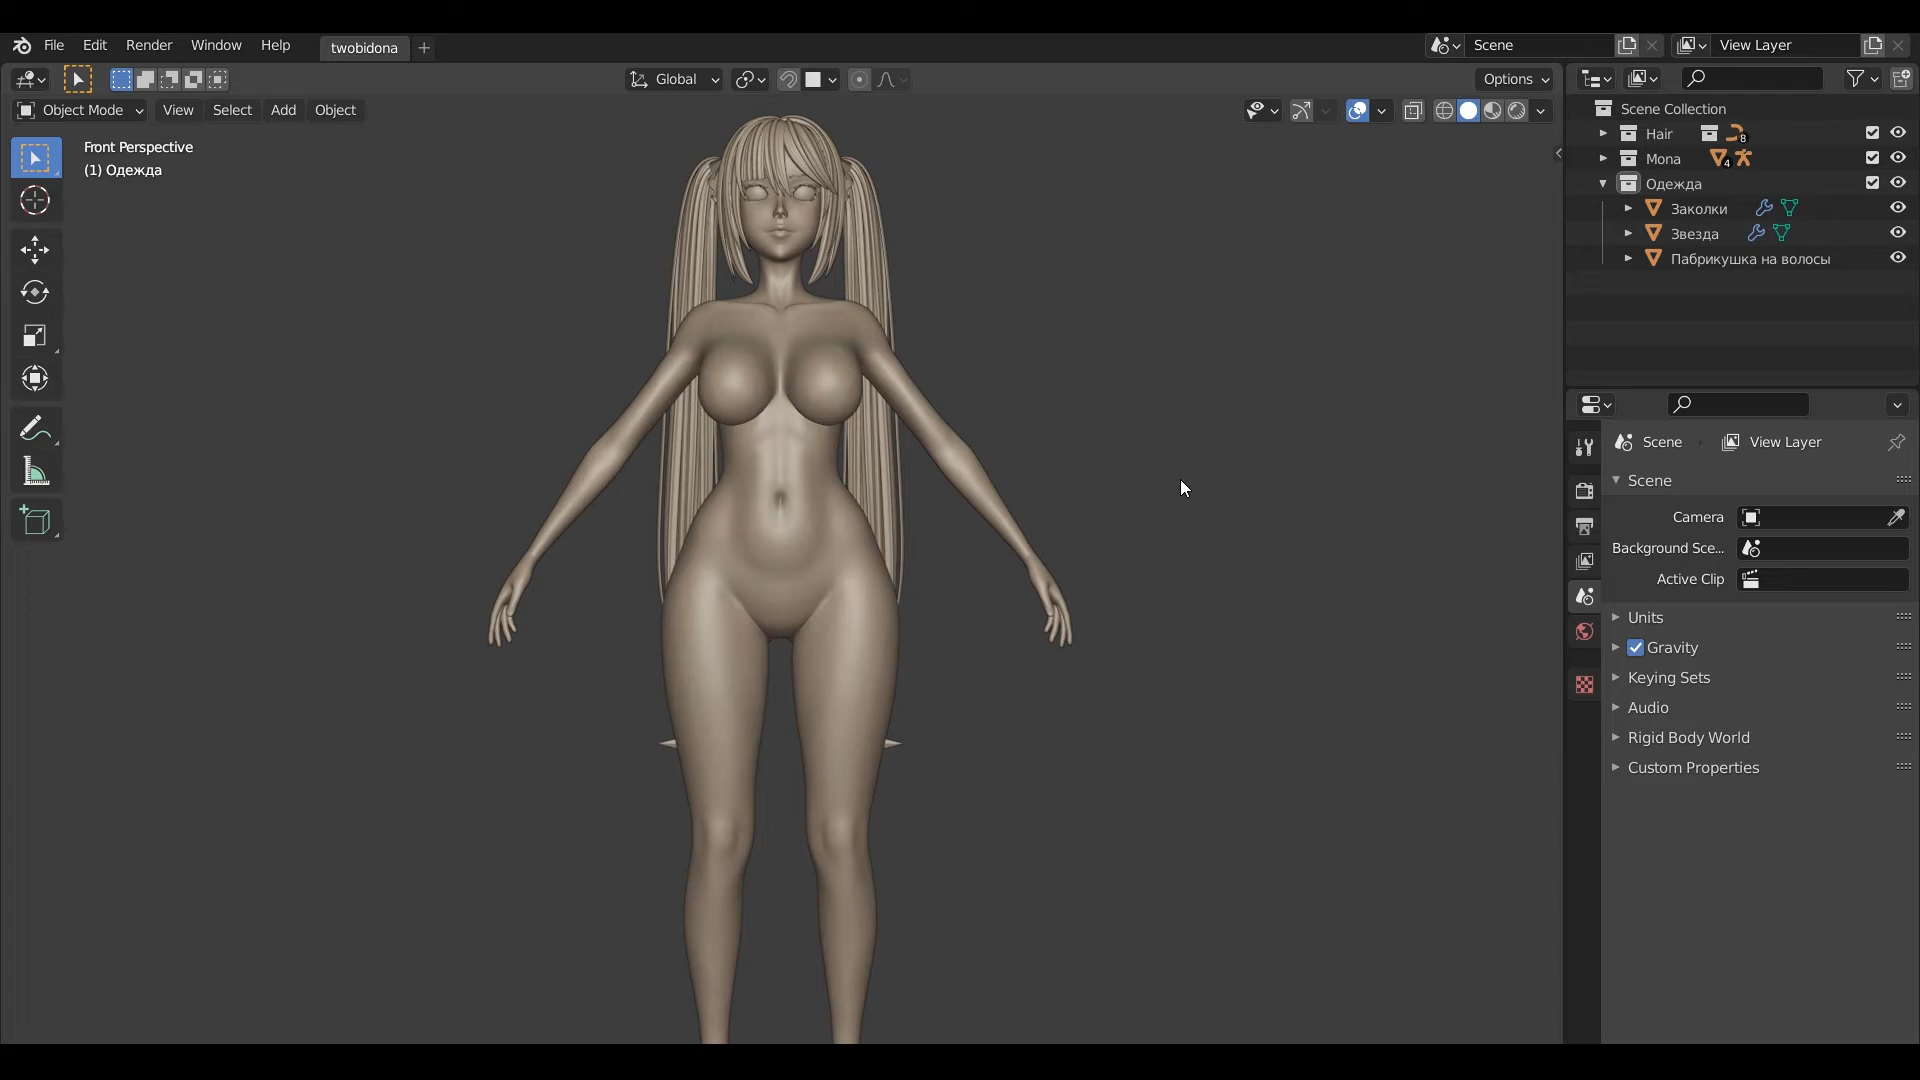 File Edit Render Window Help twobidona + Scene View Layer
Global Options
Object Mode View Select Add Object
Front Perspective
(1) Одежда
Scene Collection
Hair 8
Mona 4
Одежда
Заколки
Звезда
Пабрикушка на волосы
Scene View Layer
Scene
Camera
Background Sce...
Active Clip
Units
Gravity
Keying Sets
Audio
Rigid Body World
Custom Properties